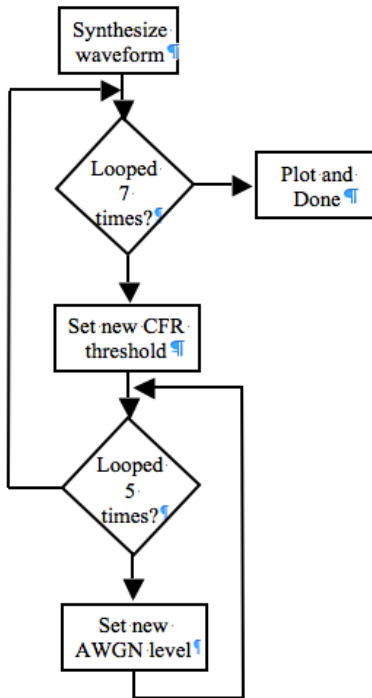 Synthesize
waveform¶
Looped
7
times?¶
Plot and
Done¶
Set new CFR
threshold¶
Looped
5
times?¶
Set new
AWGN level¶